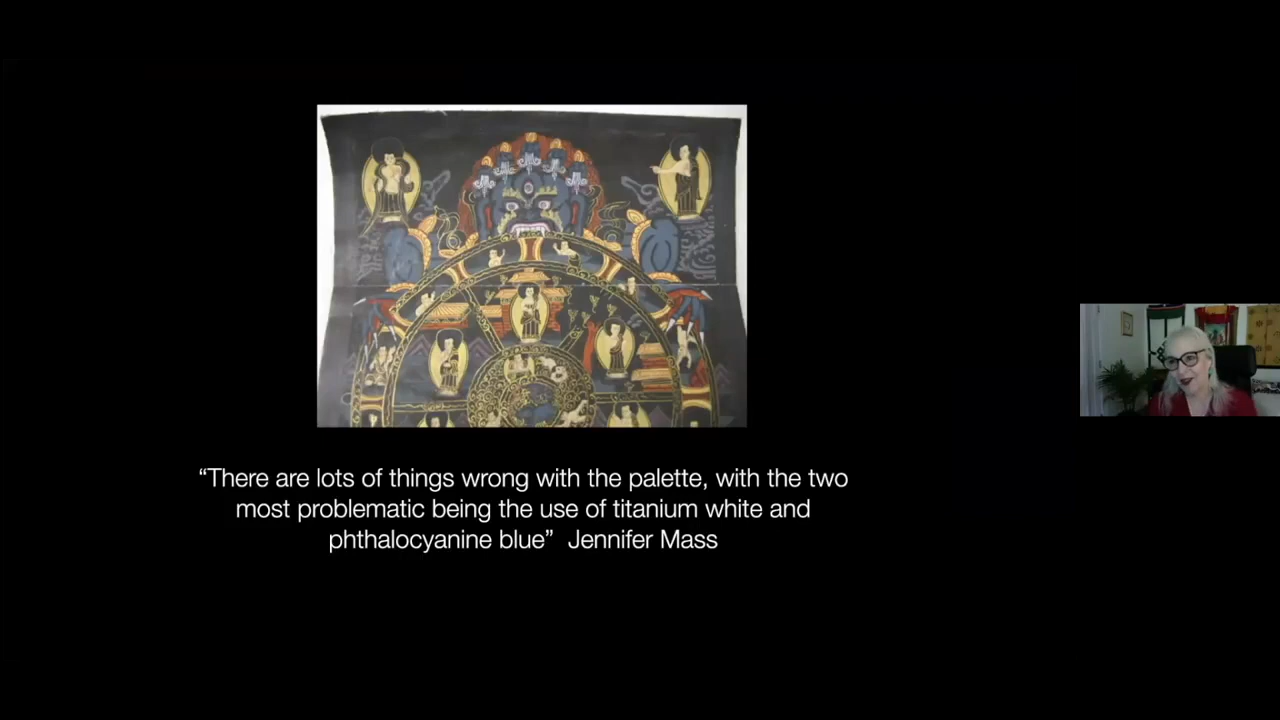 “There are lots of things wrong with the palette, with the two
most problematic being the use of titanium white and
phthalocyanine blue”  Jennifer Mass